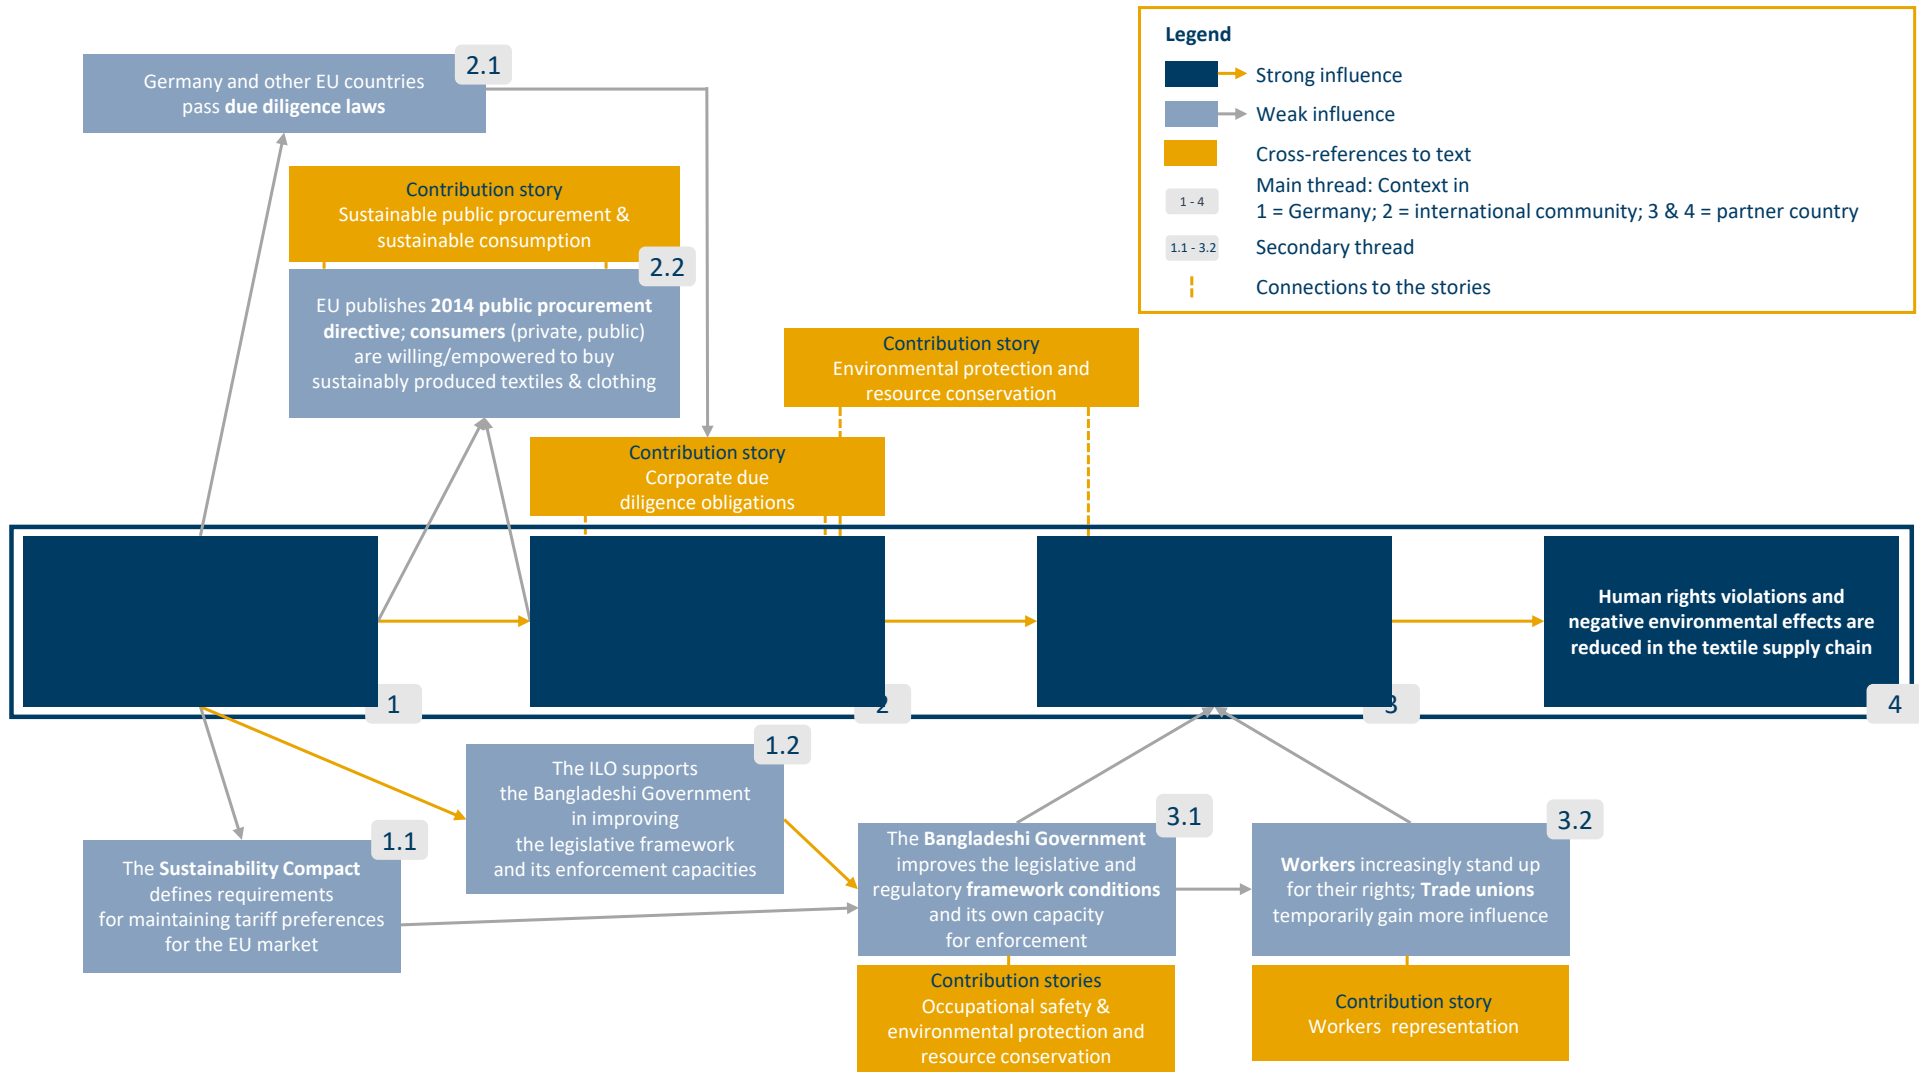 Legend
Strong influence
Weak influence
Cross-references to text
1 - 4
Main thread: Context in
1 = Germany; 2 = international community; 3 & 4 = partner country
1.1 - 3.2
Secondary thread
Connections to the stories
2.1
Germany and other EU countries
pass due diligence laws
Contribution story
Sustainable public procurement &
sustainable consumption
2.2
EU publishes 2014 public procurement
directive; consumers (private, public)
are willing/empowered to buy
sustainably produced textiles & clothing
Contribution story
Environmental protection and
resource conservation
Contribution story
Corporate due
diligence obligations
Human rights violations and
negative environmental effects are
reduced in the textile supply chain
1
2
3
4
1.2
The ILO supports
the Bangladeshi Government
in improving
the legislative framework
and its enforcement capacities
1.1
The Sustainability Compact
defines requirements
for maintaining tariff preferences
for the EU market
3.1
The Bangladeshi Government
improves the legislative and
regulatory framework conditions
and its own capacity
for enforcement
3.2
Workers increasingly stand up
for their rights; Trade unions
temporarily gain more influence
Contribution stories
Occupational safety &
environmental protection and
resource conservation
Contribution story
Workers representation